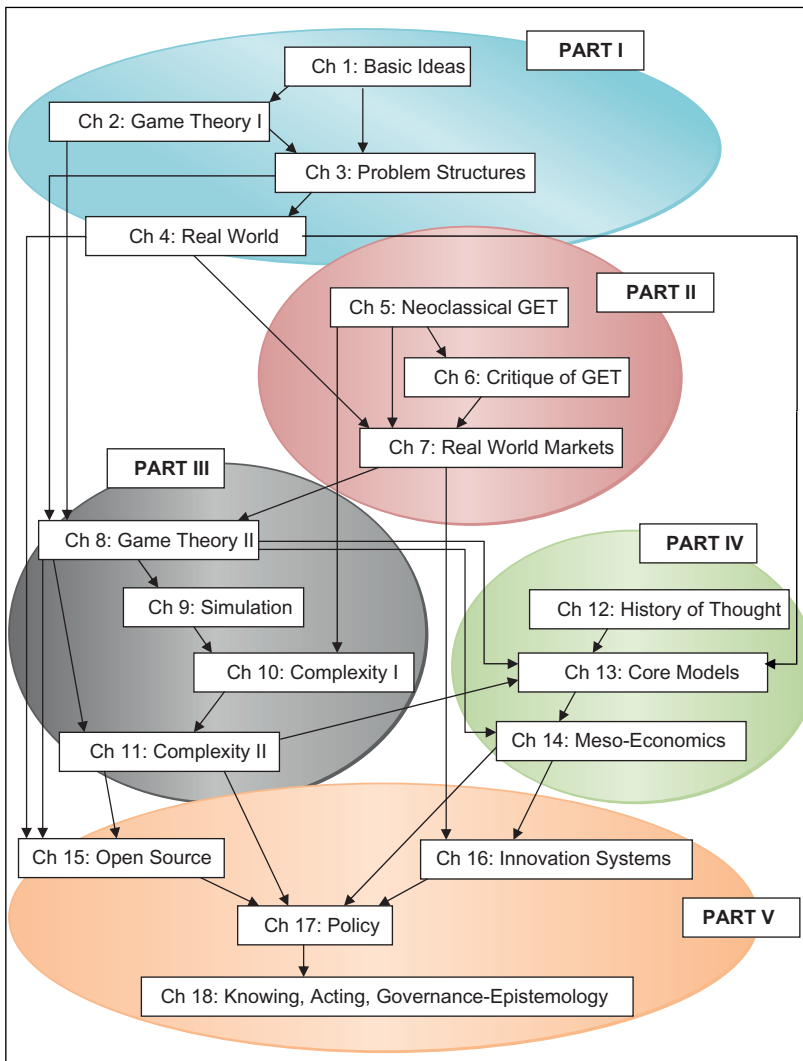 PART I
Ch 1: Basic Ideas
Ch 2: Game Theory I
Ch 3: Problem Structures
Ch 4: Real World
PART II
Ch 5: Neoclassical GET
Ch 6: Critique of GET
Ch 7: Real World Markets
PART III
Ch 8: Game Theory II
Ch 9: Simulation
Ch 10: Complexity I
Ch 11: Complexity II
PART IV
Ch 12: History of Thought
Ch 13: Core Models
Ch 14: Meso-Economics
Ch 15: Open Source
Ch 16: Innovation Systems
PART V
Ch 17: Policy
Ch 18: Knowing, Acting, Governance-Epistemology